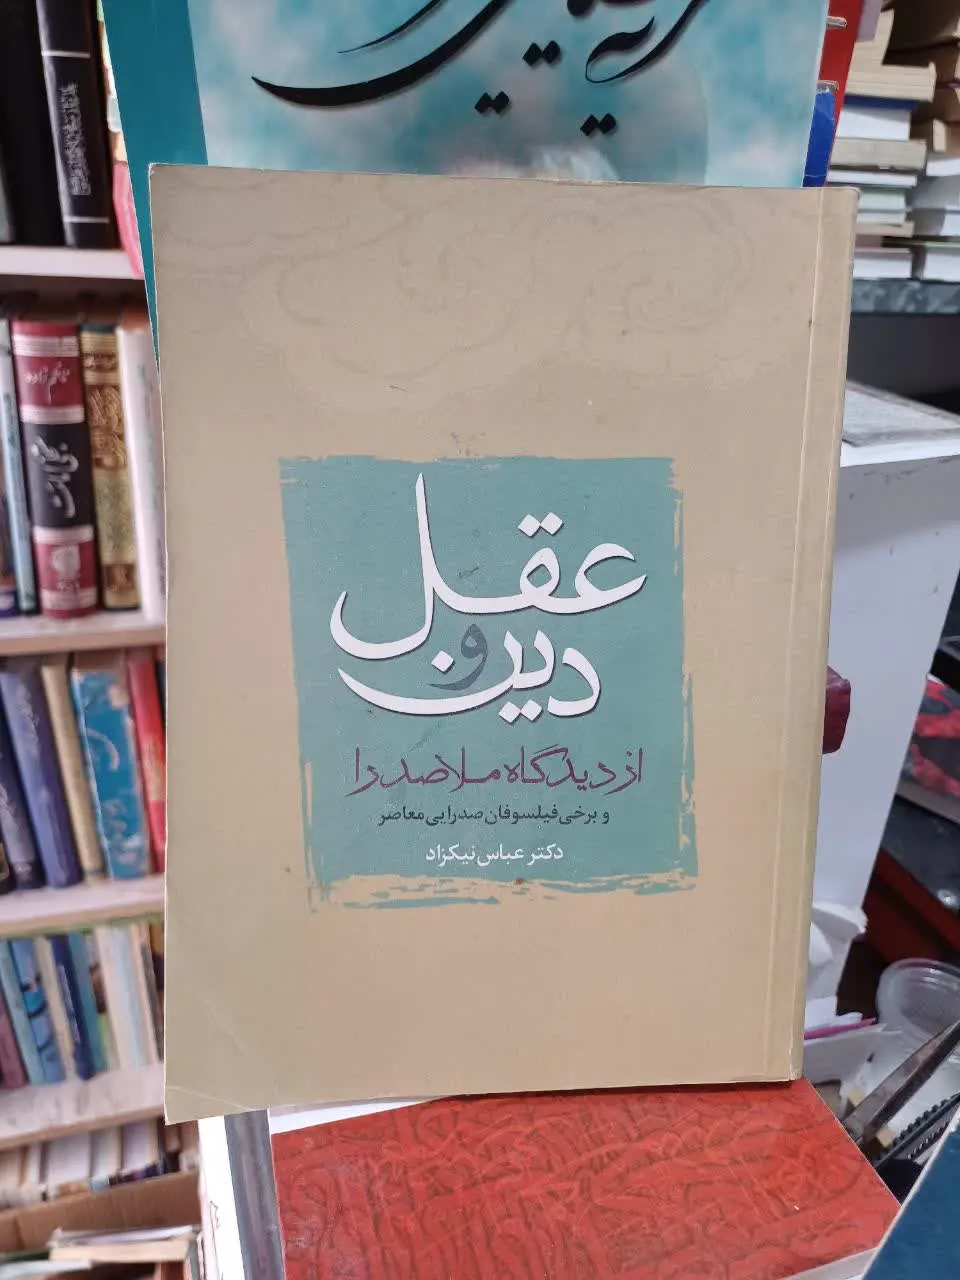 عقل
و
دین
از دیدگاه ملاصدرا
و برخی فیلسوفان صدرایی معاصر
دکتر عباس نیکزاد